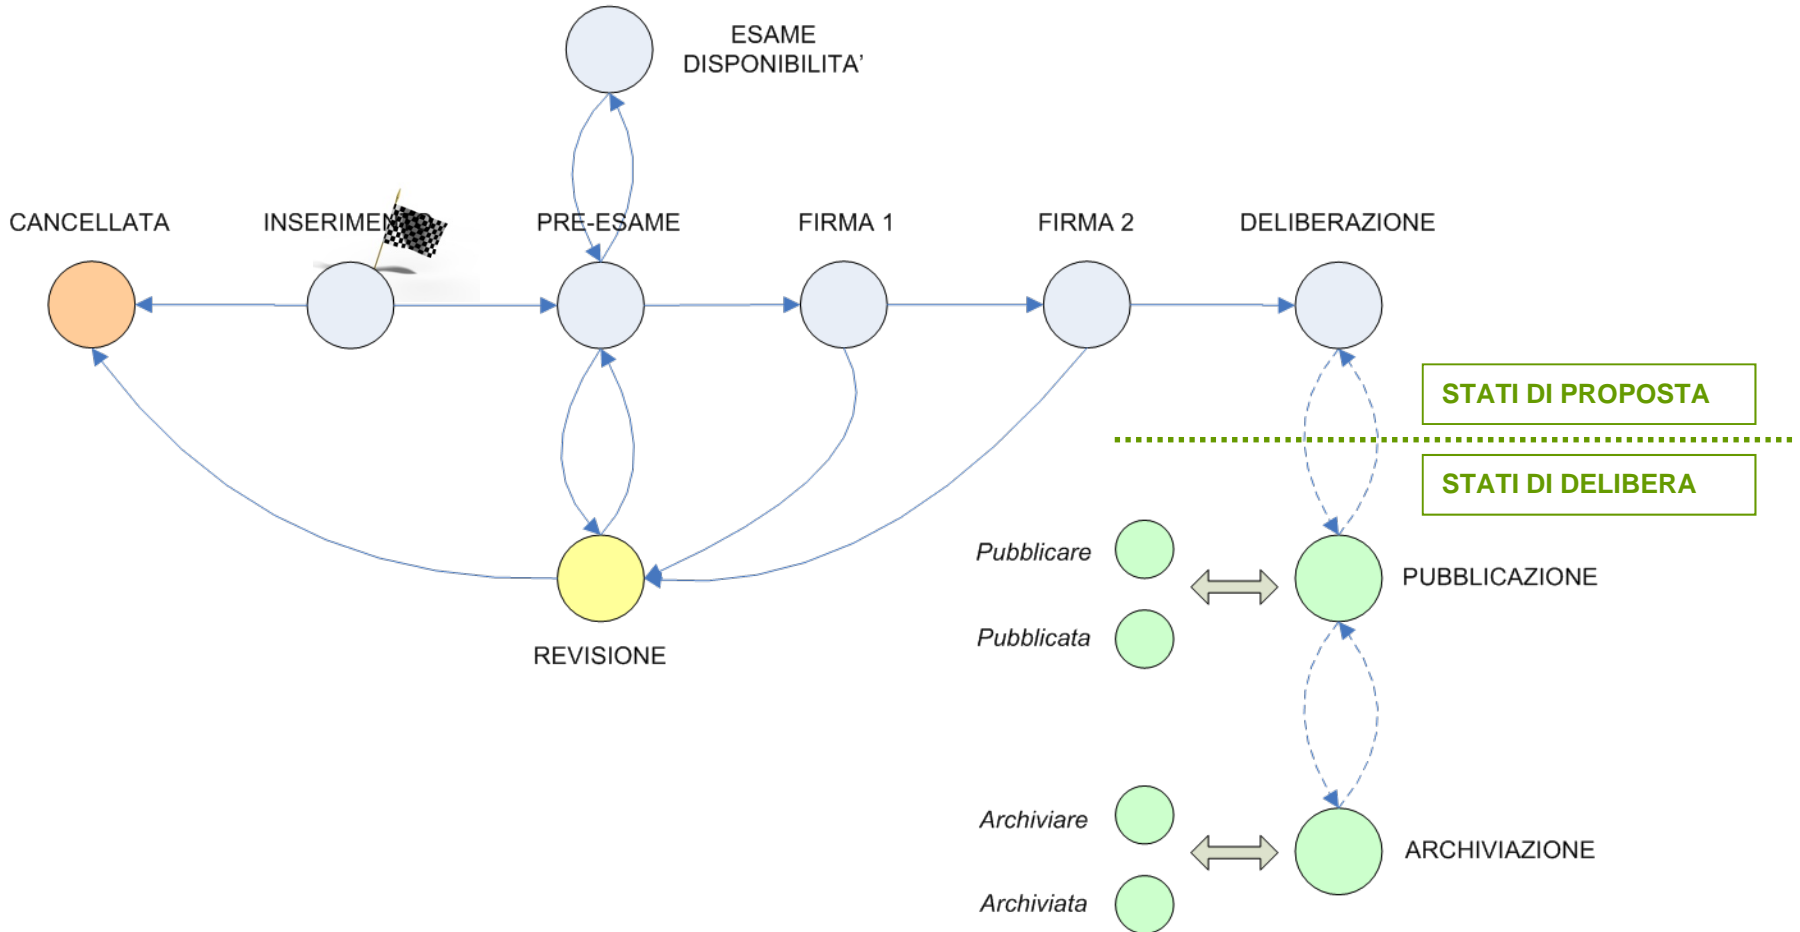 ESAME
DISPONIBILITA'
CANCELLATA
INSERIMENTO
PRE-ESAME
FIRMA 1
FIRMA 2
DELIBERAZIONE
STATI DI PROPOSTA
STATI DI DELIBERA
Pubblicare
PUBBLICAZIONE
Pubblicata
REVISIONE
Archiviare
ARCHIVIAZIONE
Archiviata